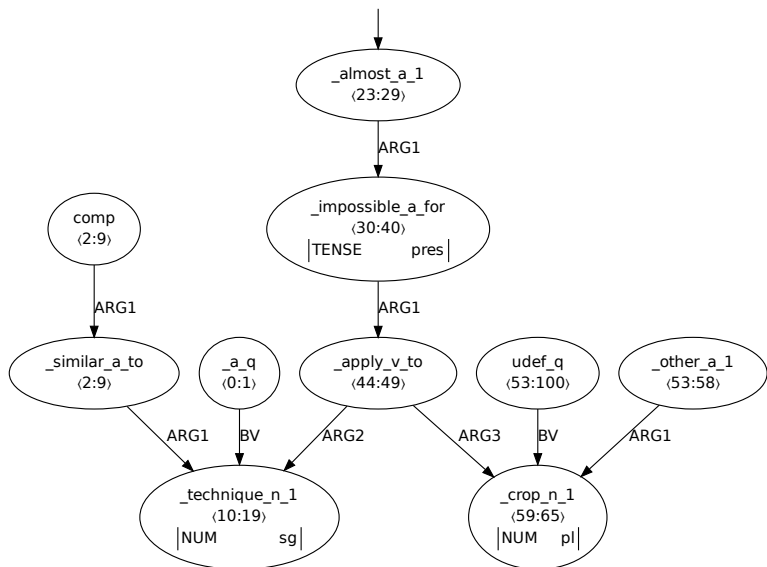 _almost_a_1
⟨23:29⟩
ARG1
comp
⟨2:9⟩
_impossible_a_for
⟨30:40⟩
TENSE pres
ARG1
ARG1
_similar_a_to
⟨2:9⟩
_a_q
⟨0:1⟩
_apply_v_to
⟨44:49⟩
udef_q
⟨53:100⟩
_other_a_1
⟨53:58⟩
ARG1
BV
ARG2
ARG3
BV
ARG1
_technique_n_1
⟨10:19⟩
NUM sg
_crop_n_1
⟨59:65⟩
NUM pl